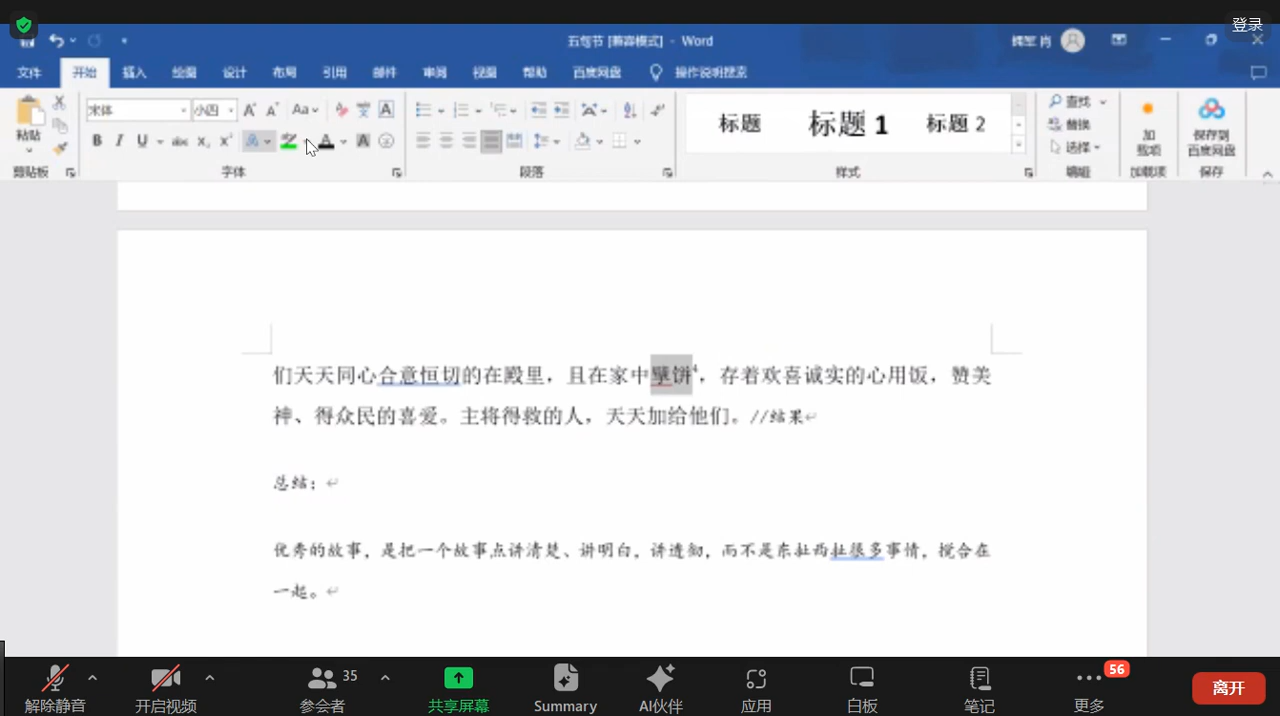 登录
五旬节 [兼容模式] - Word
辉军 肖
文件 开始 插入 绘图 设计 布局 引用 邮件 审阅 视图 帮助 百度网盘 操作说明搜索
宋体 小四 Aa
标题 标题 1 标题 2
查找
替换
选择
粘贴
加载项
保存到百度网盘
剪贴板 字体 段落 样式 编辑 加载项 保存
们天天同心合意恒切的在殿里，且在家中擘饼4，存着欢喜诚实的心用饭，赞美
神、得众民的喜爱。主将得救的人，天天加给他们。//结果
总结：
优秀的故事，是把一个故事点讲清楚、讲明白，讲透彻，而不是东扯西扯很多事情，搅合在
一起。
35
56
解除静音 开启视频 参会者 共享屏幕 Summary AI伙伴 应用 白板 笔记 更多 离开